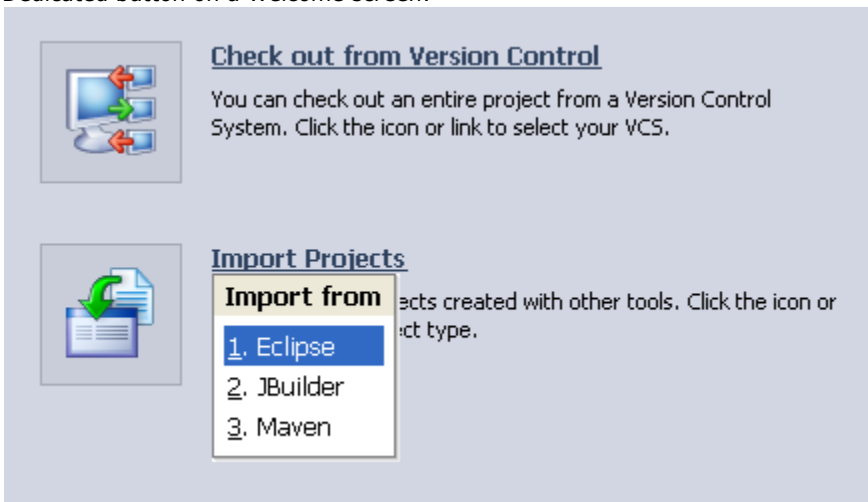 Dedicated button on a Welcome screen.
Check out from Version Control
You can check out an entire project from a Version Control
System. Click the icon or link to select your VCS.
Import Projects
Import from
ects created with other tools. Click the icon or
1. Eclipse
ect type.
2. JBuilder
3. Maven